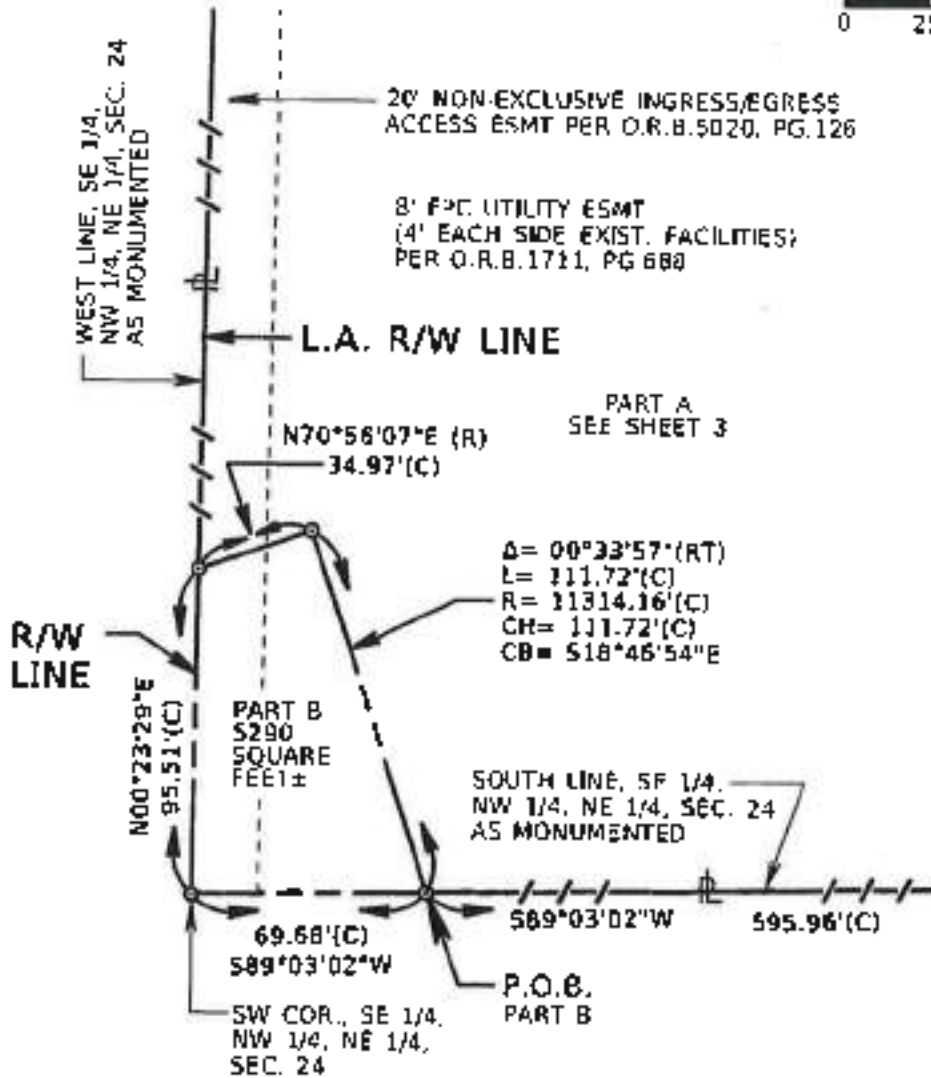 0
WEST LINE, SE 1/4,
NW 1/4, NE 1/4, SEC. 24
AS MONUMENTED
20' NON-EXCLUSIVE INGRESS/EGRESS
ACCESS ESMT PER O.R.B.5020, PG.126
8' FPC UTILITY ESMT
(4' EACH SIDE EXIST. FACILITIES)
PER O.R.B.1711, PG 688
L.A. R/W LINE
PART A
SEE SHEET 3
N70°56'07"E (R)
34.97'(C)
Δ= 00°33'57"(RT)
L= 111.72'(C)
R= 11314.16'(C)
CH= 111.72'(C)
CB= S18°46'54"E
R/W
LINE
N00°23'29"E
95.51'(C)
PART B
5290
SQUARE
FEET±
SOUTH LINE, SE 1/4,
NW 1/4, NE 1/4, SEC. 24
AS MONUMENTED
S89°03'02"W
595.96'(C)
69.68'(C)
S89°03'02"W
P.O.B.
PART B
SW COR., SE 1/4,
NW 1/4, NE 1/4,
SEC. 24